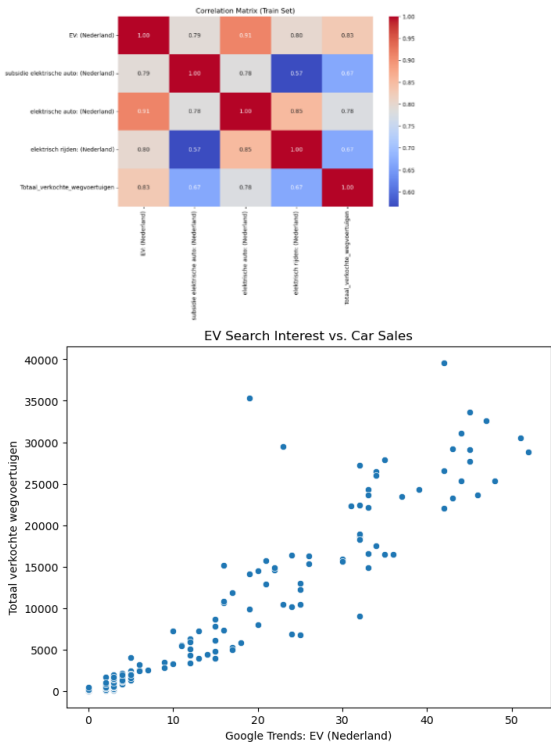 Correlation Matrix (Train Set)
EV: (Nederland)
1.00 0.79 0.91 0.80 0.83
subsidie elektrische auto: (Nederland)
0.79 1.00 0.78 0.57 0.67
elektrische auto: (Nederland)
0.91 0.78 1.00 0.85 0.78
elektrisch rijden: (Nederland)
0.80 0.57 0.85 1.00 0.67
Totaal_verkochte_wegvoertuigen
0.83 0.67 0.78 0.67 1.00
EV: (Nederland)
subsidie elektrische auto: (Nederland)
elektrische auto: (Nederland)
elektrisch rijden: (Nederland)
Totaal_verkochte_wegvoertuigen
1.00
0.95
0.90
0.85
0.80
0.75
0.70
0.65
0.60
EV Search Interest vs. Car Sales
Totaal verkochte wegvoertuigen
40000
35000
30000
25000
20000
15000
10000
5000
0
0 10 20 30 40 50
Google Trends: EV (Nederland)